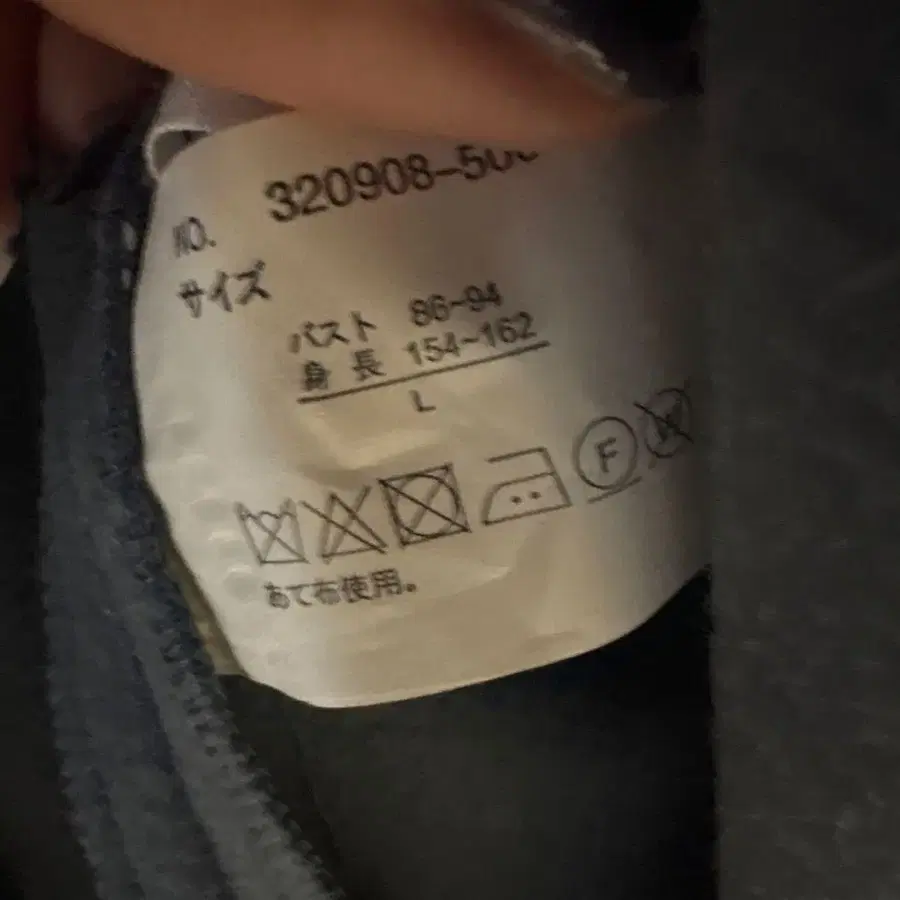 NO. 320908-50
サイズ
バスト 86~94
身長 154~162
L
F
W
あて布使用。